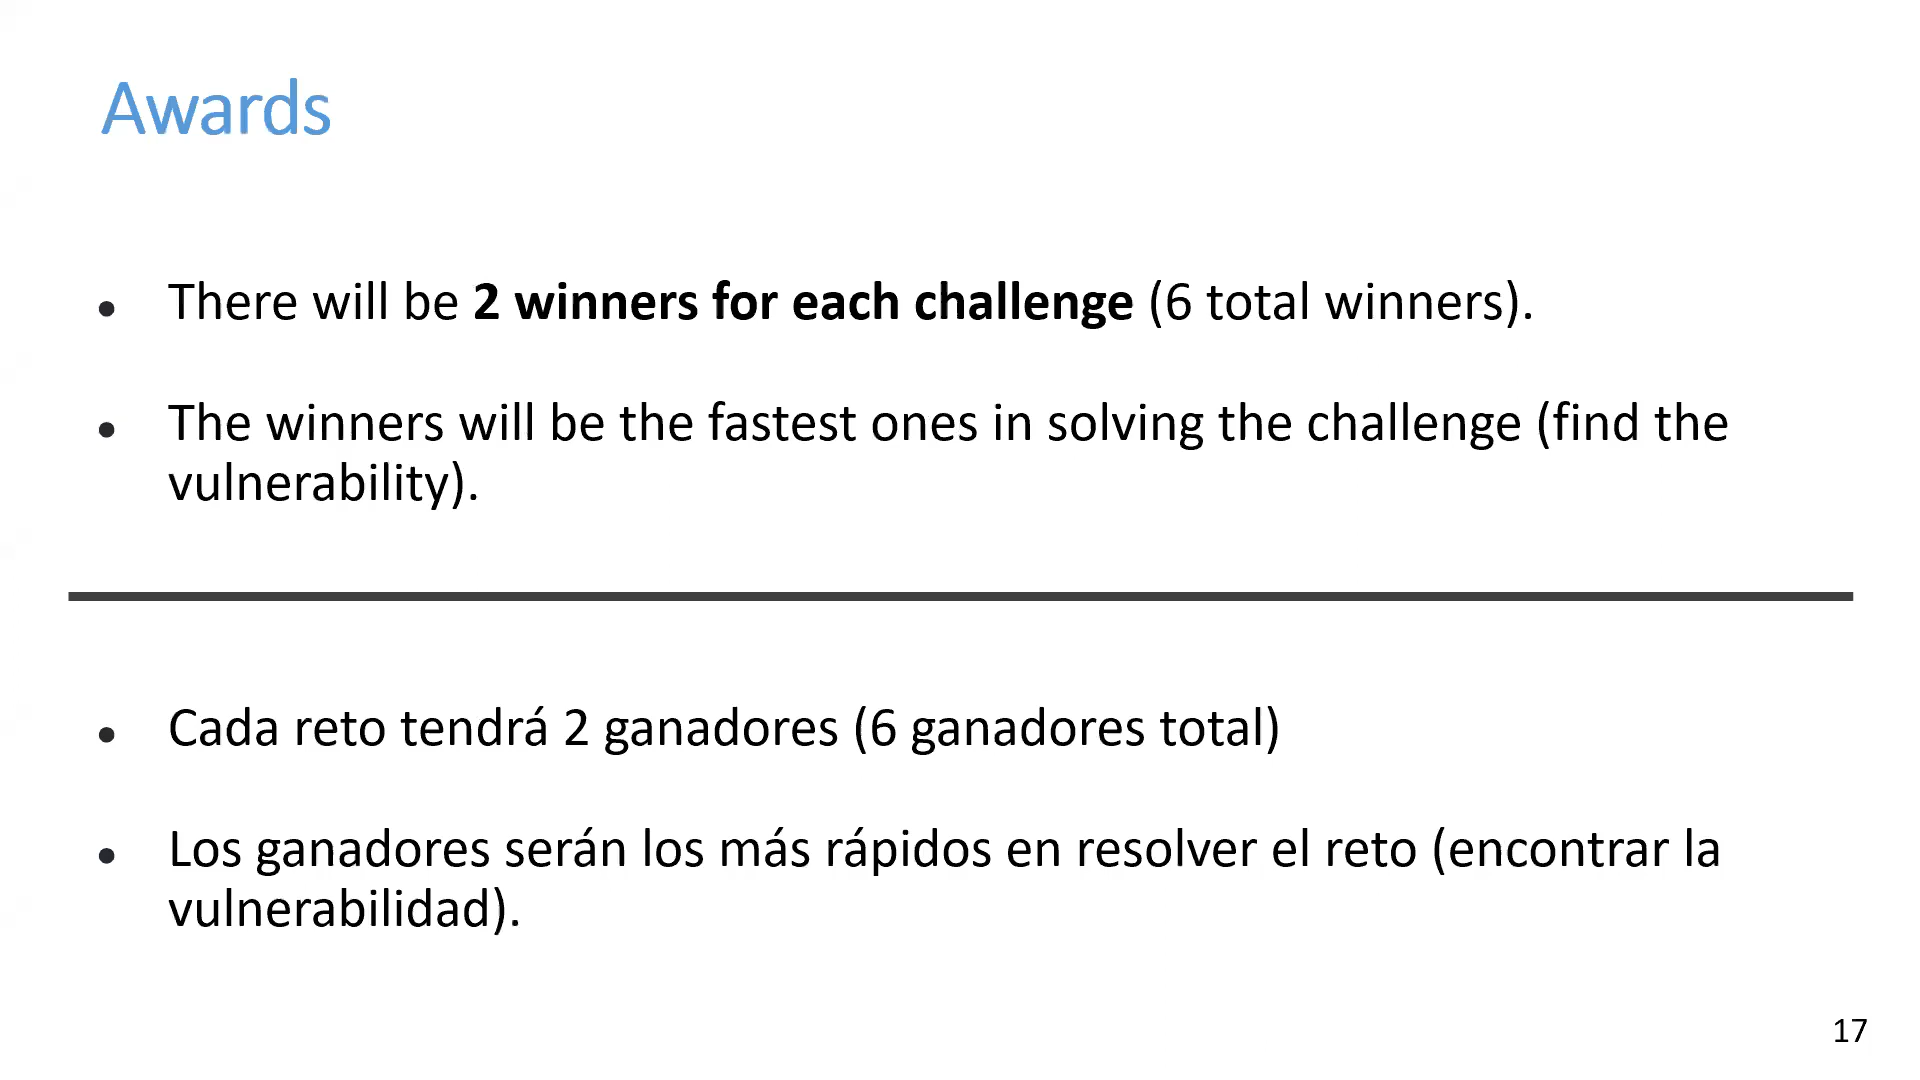 Awards
• There will be 2 winners for each challenge (6 total winners).
• The winners will be the fastest ones in solving the challenge (find the
vulnerability).
• Cada reto tendrá 2 ganadores (6 ganadores total)
• Los ganadores serán los más rápidos en resolver el reto (encontrar la
vulnerabilidad).
17